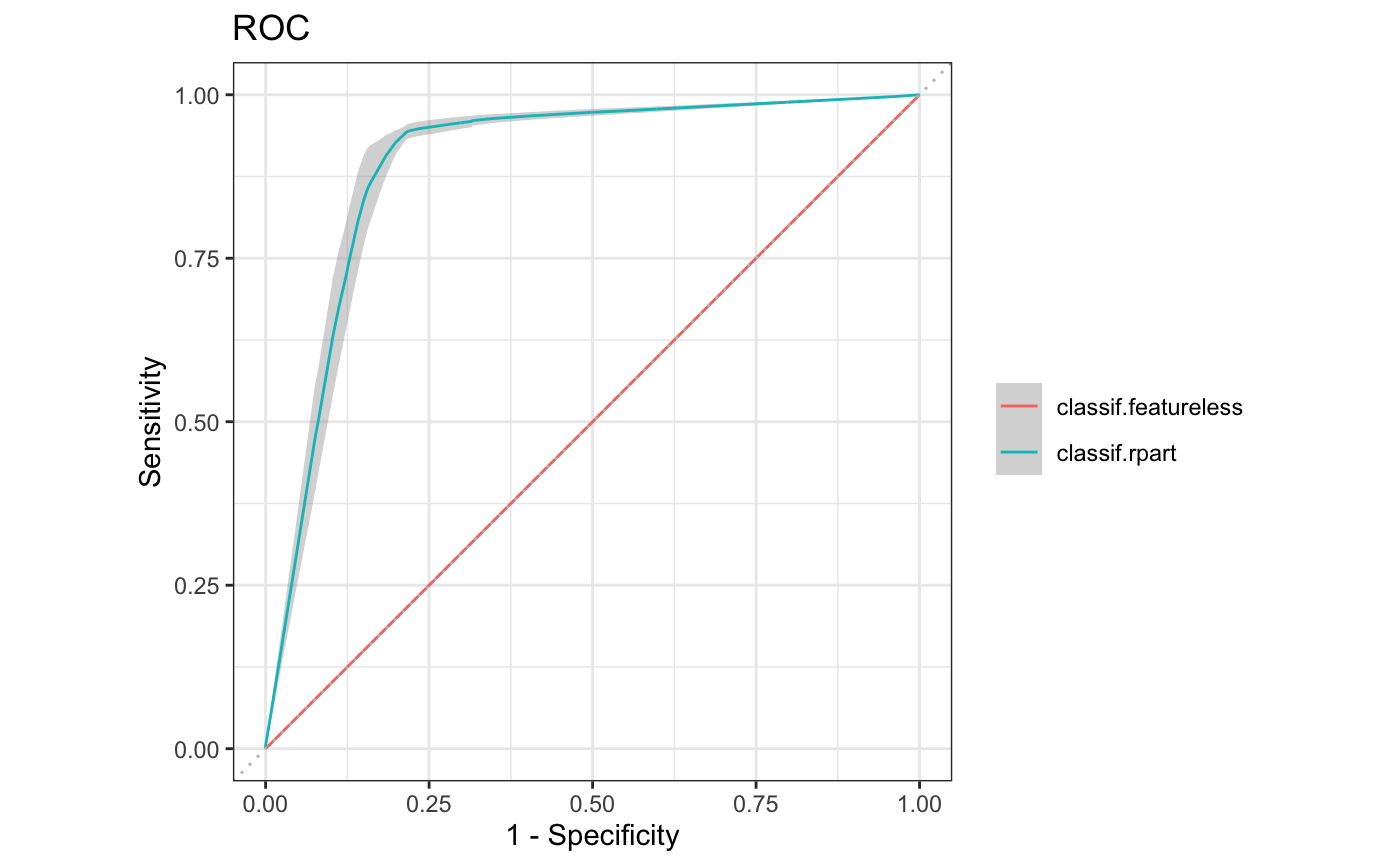 ROC
1.00
0.75
0.50
0.25
0.00
Sensitivity
0.00 0.25 0.50 0.75 1.00
1 - Specificity
classif.featureless
classif.rpart